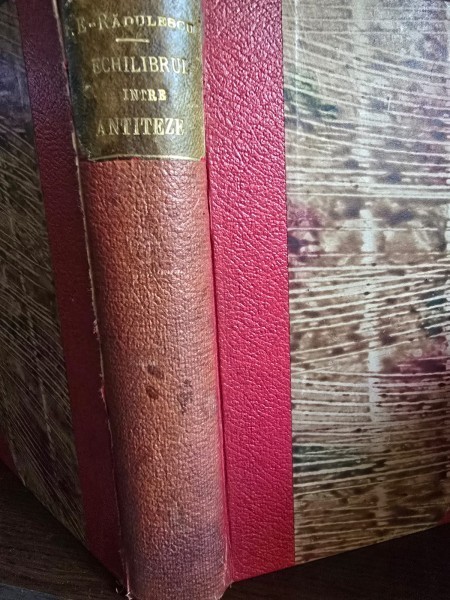 E-RĂDULESCU
ECHILIBRUL
INTRE
ANTITEZE